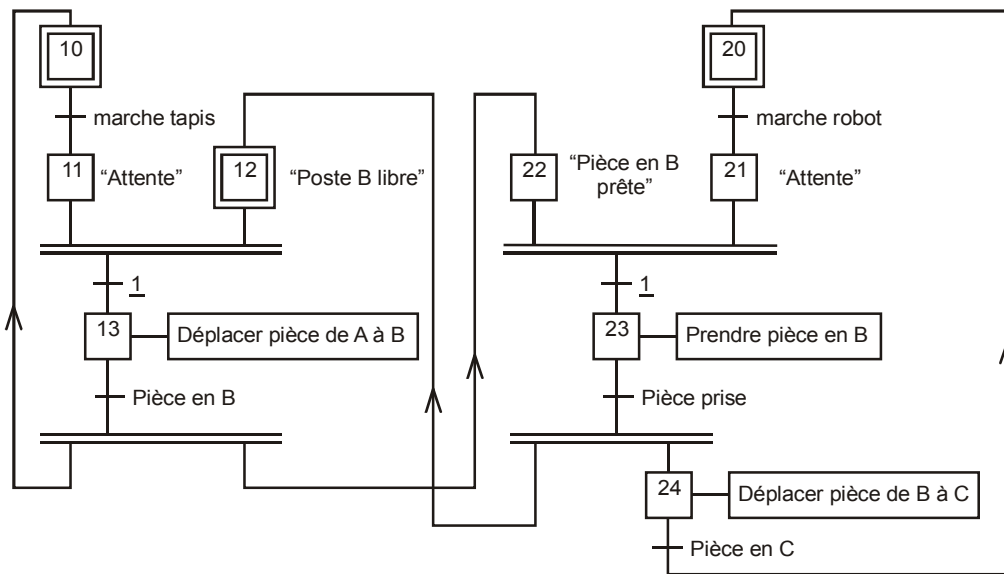 10
20
marche tapis
marche robot
11
“Attente”
12
“Poste B libre”
22
“Pièce en B
prête”
21
“Attente”
1
1
13
Déplacer pièce de A à B
23
Prendre pièce en B
Pièce en B
Pièce prise
24
Déplacer pièce de B à C
Pièce en C